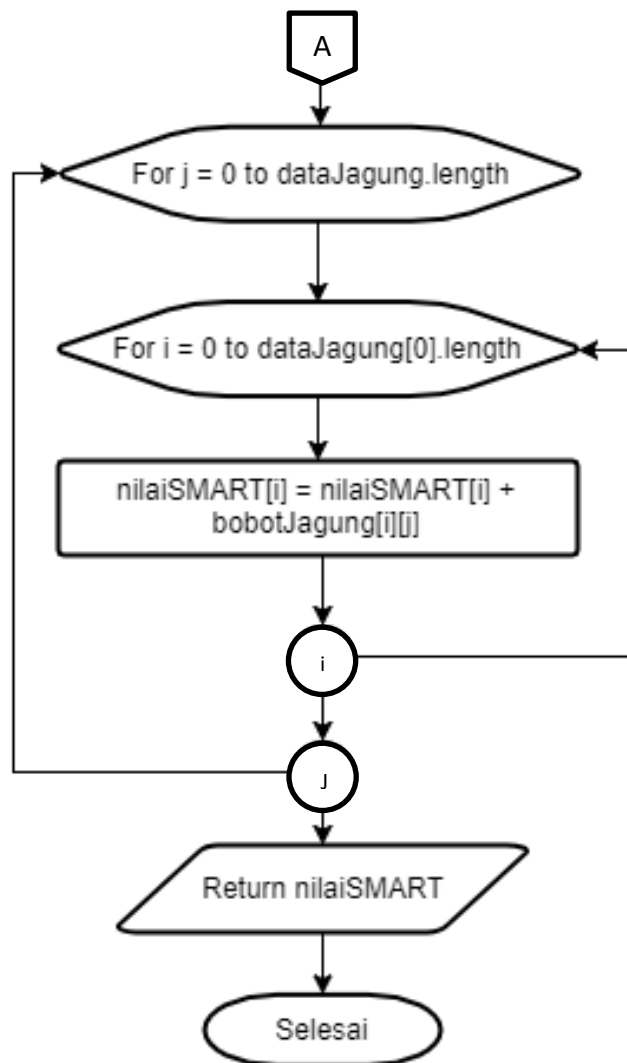 A
For j = 0 to dataJagung.length
For i = 0 to dataJagung[0].length
nilaiSMART[i] = nilaiSMART[i] +
bobotJagung[i][j]
i
J
Return nilaiSMART
Selesai